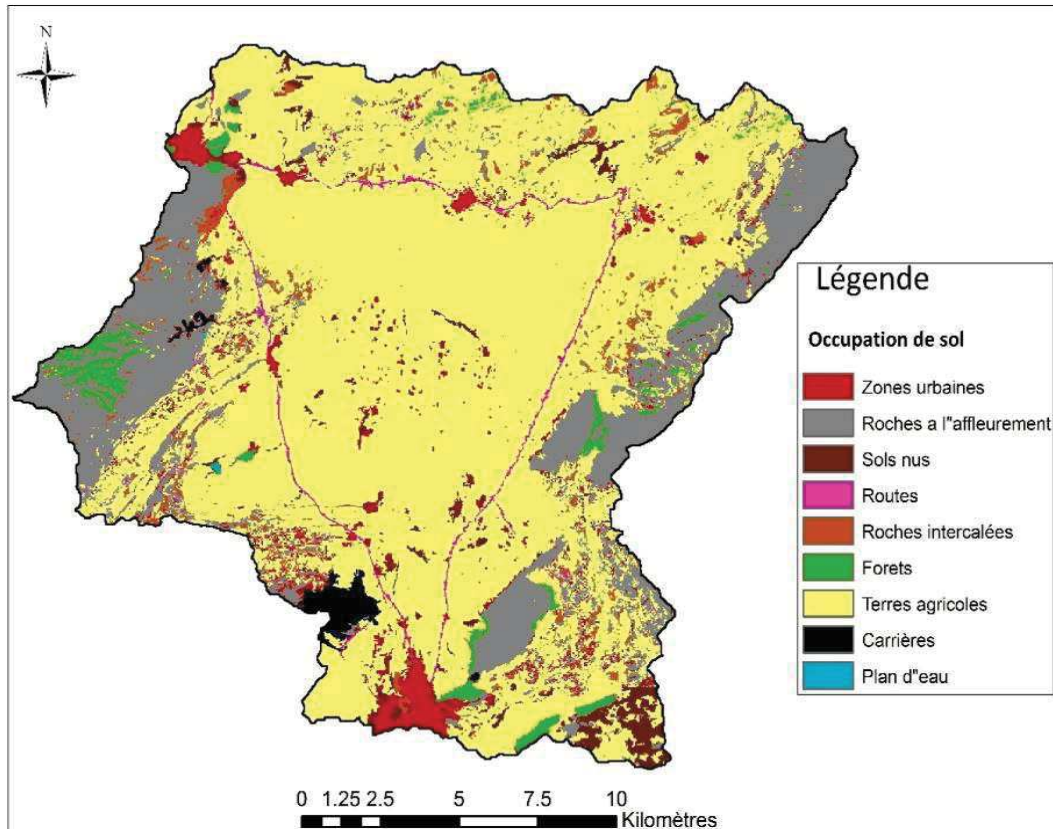 N
Légende
Occupation de sol
Zones urbaines
Roches a l"affleurement
Sols nus
Routes
Roches intercalées
Forets
Terres agricoles
Carrières
Plan d"eau
0 1.25 2.5 5 7.5 10
Kilomètres